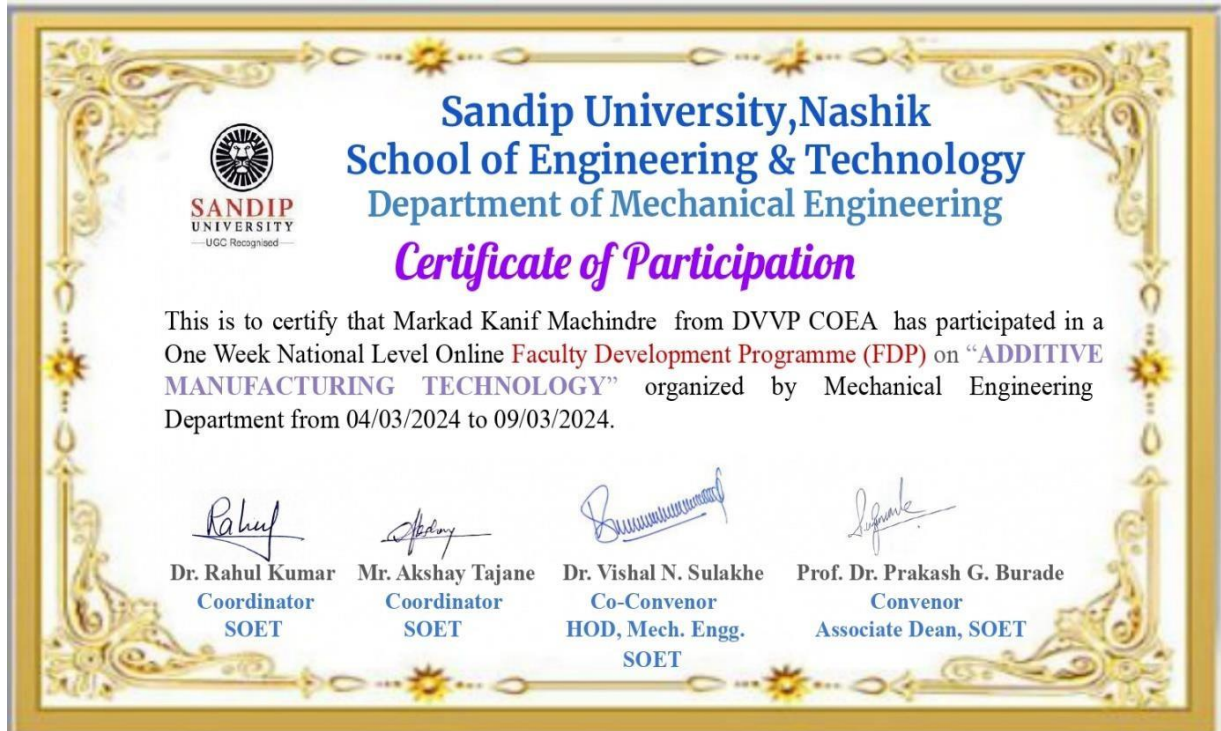 Sandip University,Nashik
School of Engineering & Technology
Department of Mechanical Engineering
SANDIP
UNIVERSITY
UGC Recognised
Certificate of Participation
This is to certify that Markad Kanif Machindre from DVVP COEA has participated in a
One Week National Level Online Faculty Development Programme (FDP) on “ADDITIVE
MANUFACTURING TECHNOLOGY” organized by Mechanical Engineering
Department from 04/03/2024 to 09/03/2024.
Rahul
Dr. Rahul Kumar Mr. Akshay Tajane Dr. Vishal N. Sulakhe Prof. Dr. Prakash G. Burade
Coordinator Coordinator Co-Convenor Convenor
SOET SOET HOD, Mech. Engg. Associate Dean, SOET
SOET